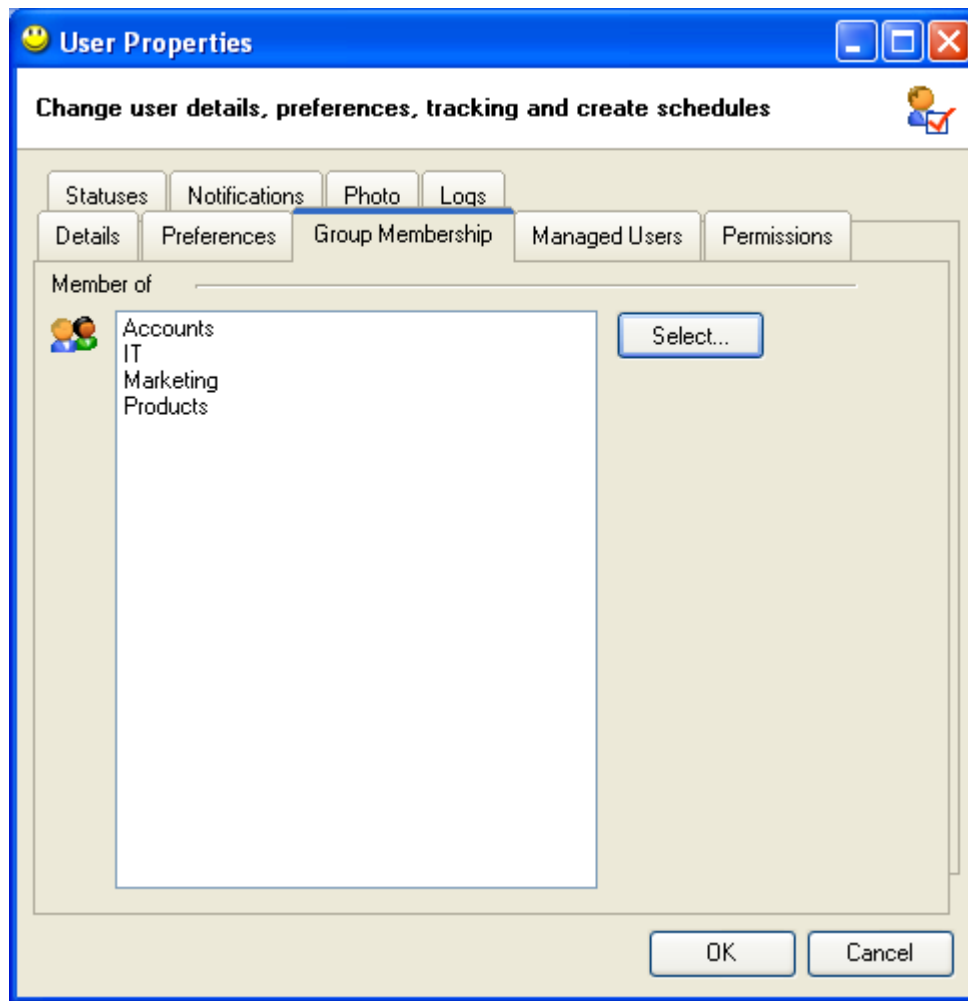 User Properties
Change user details, preferences, tracking and create schedules
Statuses Notifications Photo Logs
Details Preferences Group Membership Managed Users Permissions
Member of
Accounts
IT
Marketing
Products
Select...
OK Cancel